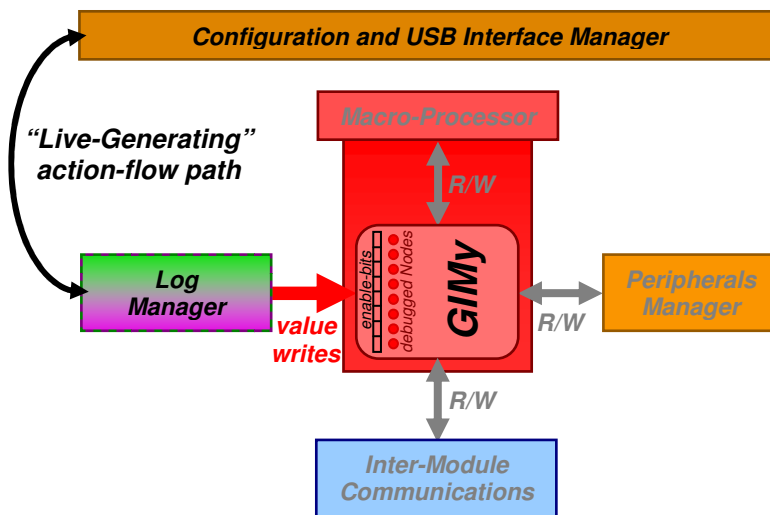 Configuration and USB Interface Manager
Macro-Processor
“Live-Generating”
action-flow path
R/W
enable-bits
debugged Nodes
GIMy
Log
Manager
value
writes
R/W
Peripherals
Manager
R/W
Inter-Module
Communications